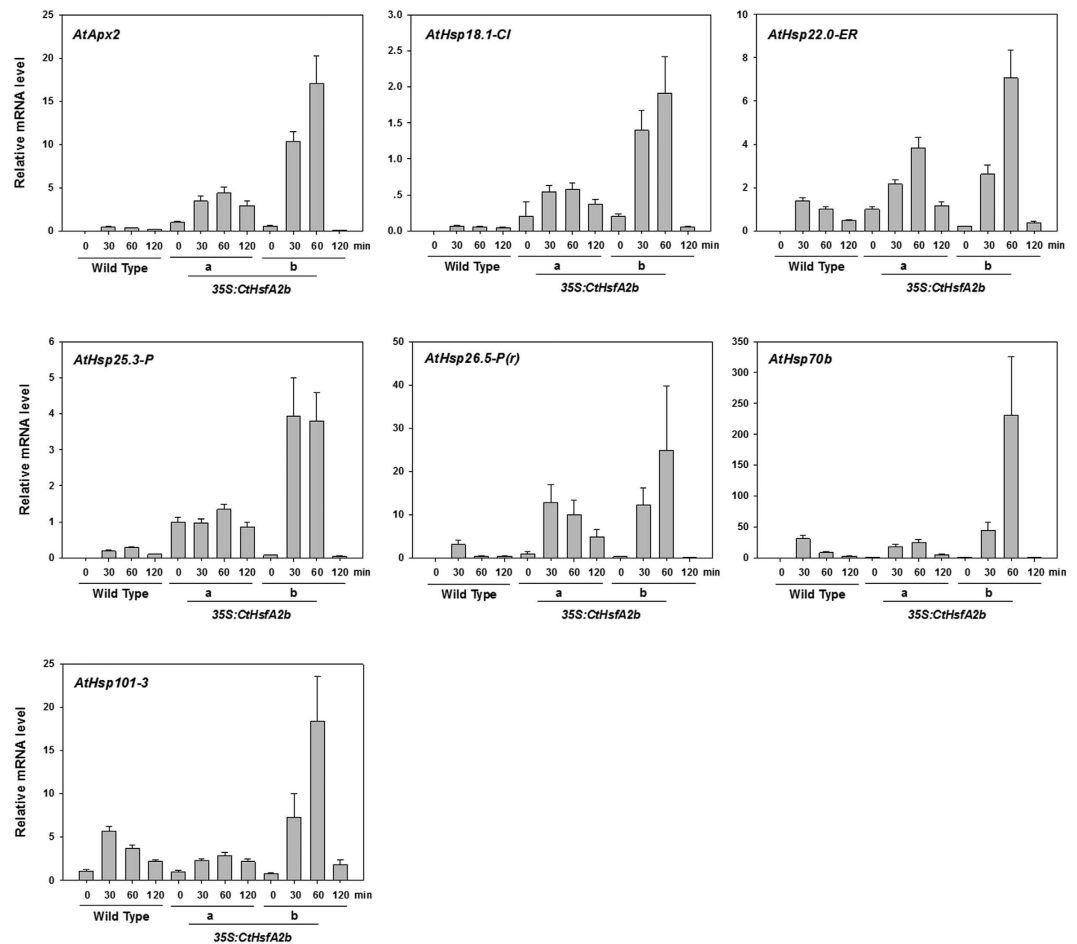 AtApx2
Relative mRNA level
25
20
15
10
5
0
0 30 60 120 0 30 60 120 0 30 60 120 min
Wild Type a b
35S:CtHsfA2b
AtHsp18.1-CI
3.0
2.5
2.0
1.5
1.0
.5
0.0
0 30 60 120 0 30 60 120 0 30 60 120 min
Wild Type a b
35S:CtHsfA2b
AtHsp22.0-ER
10
8
6
4
2
0
0 30 60 120 0 30 60 120 0 30 60 120 min
Wild Type a b
35S:CtHsfA2b
AtHsp25.3-P
Relative mRNA level
6
5
4
3
2
1
0
0 30 60 120 0 30 60 120 0 30 60 120 min
Wild Type a b
35S:CtHsfA2b
AtHsp26.5-P(r)
50
40
30
20
10
0
0 30 60 120 0 30 60 120 0 30 60 120 min
Wild Type a b
35S:CtHsfA2b
AtHsp70b
350
300
250
200
150
100
50
0
0 30 60 120 0 30 60 120 0 30 60 120 min
Wild Type a b
35S:CtHsfA2b
AtHsp101-3
Relative mRNA level
25
20
15
10
5
0
0 30 60 120 0 30 60 120 0 30 60 120 min
Wild Type a b
35S:CtHsfA2b